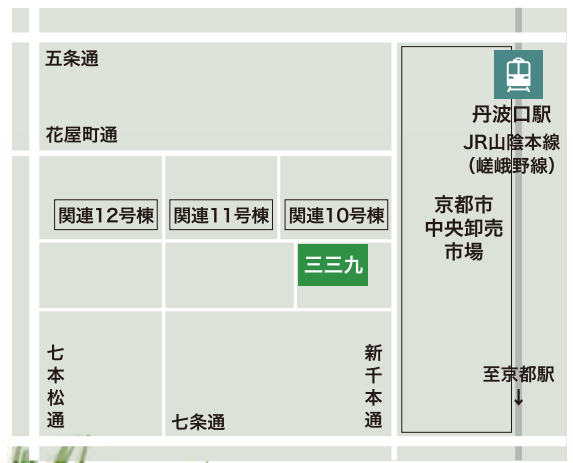 五条通
花屋町通
丹波口駅
JR山陰本線
（嵯峨野線）
関連12号棟
関連11号棟
関連10号棟
京都市
中央卸売
市場
三三九
七本松通
新千本通
至京都駅
↓
七条通